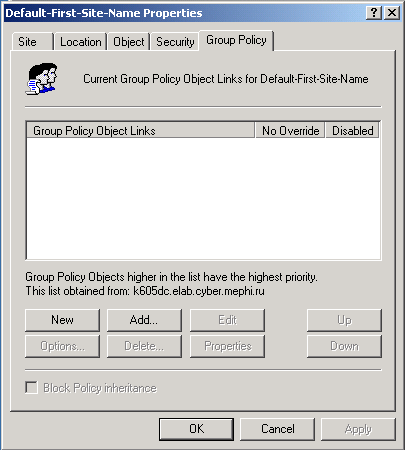 Default-First-Site-Name Properties
Site Location Object Security Group Policy
Current Group Policy Object Links for Default-First-Site-Name
Group Policy Object Links No Override Disabled
Group Policy Objects higher in the list have the highest priority.
This list obtained from: k605dc.elab.cyber.mephi.ru
New Add... Edit Up
Options... Delete... Properties Down
Block Policy inheritance
OK Cancel Apply